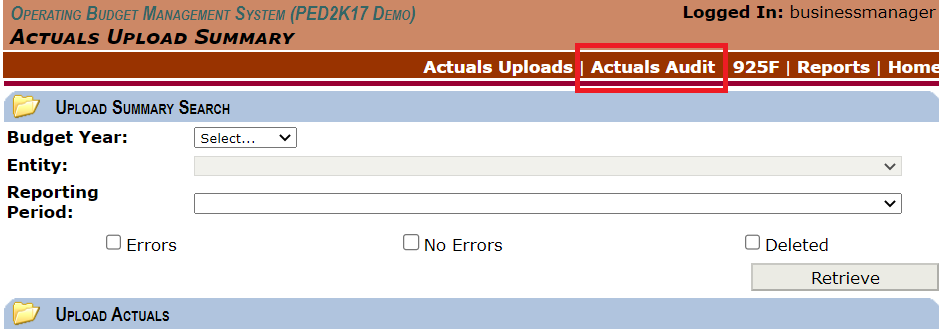 Operating Budget Management System (PED2K17 Demo)
Logged In: businessmanager
Actuals Upload Summary
Actuals Uploads | Actuals Audit | 925F | Reports | Home
Upload Summary Search
Budget Year: Select...
Entity:
Reporting
Period:
Errors No Errors Deleted
Retrieve
Upload Actuals